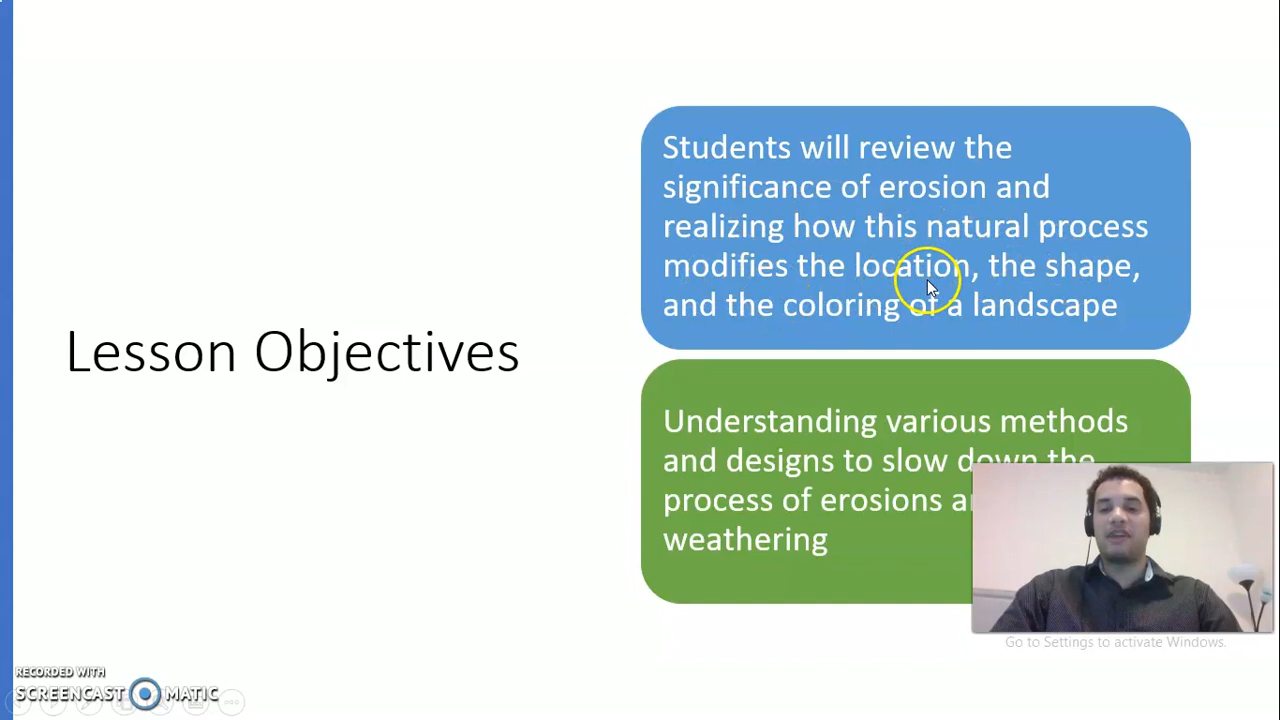 Lesson Objectives
Students will review the
significance of erosion and
realizing how this natural process
modifies the location, the shape,
and the coloring of a landscape
Understanding various methods
and designs to slow down the
process of erosions
weathering
Go to Settings to activate Windows.
RECORDED WITH
SCREENCAST MATIC